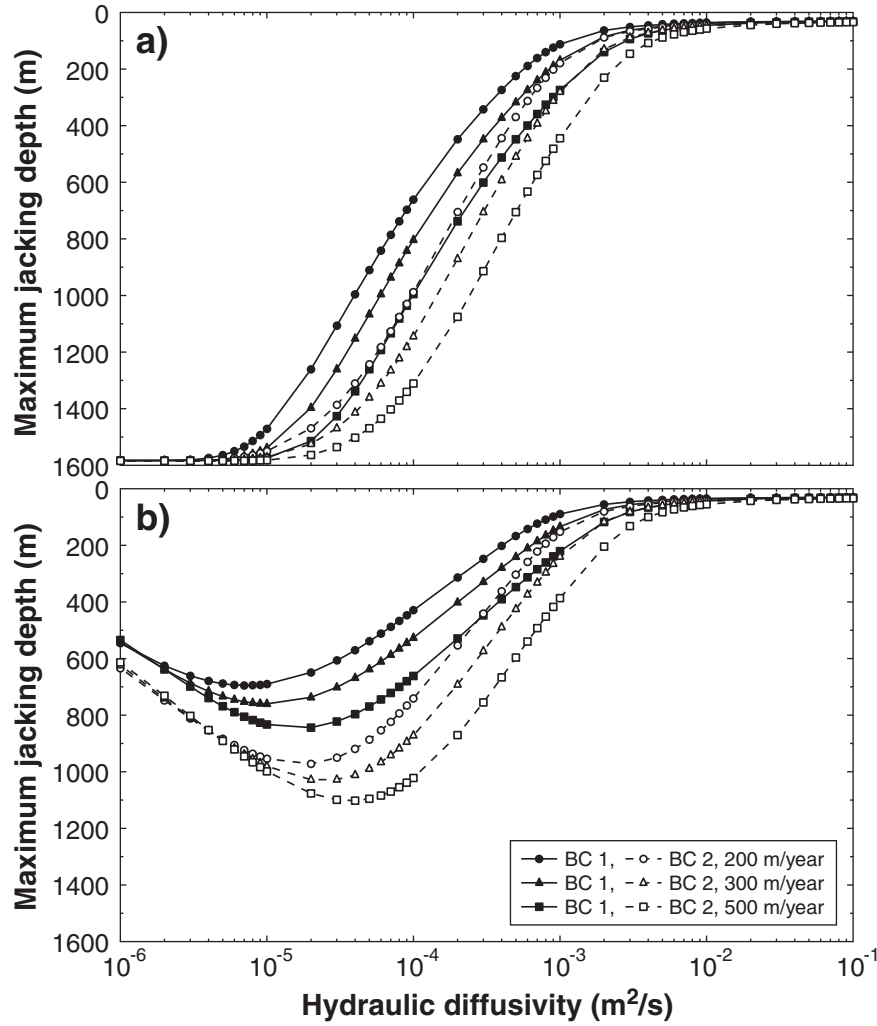 a)
Maximum jacking depth (m)
0
200
400
600
800
1000
1200
1400
1600
b)
Maximum jacking depth (m)
0
200
400
600
800
1000
1200
1400
1600
BC 1, BC 2, 200 m/year
BC 1, BC 2, 300 m/year
BC 1, BC 2, 500 m/year
10⁻⁶ 10⁻⁵ 10⁻⁴ 10⁻³ 10⁻² 10⁻¹
Hydraulic diffusivity (m²/s)